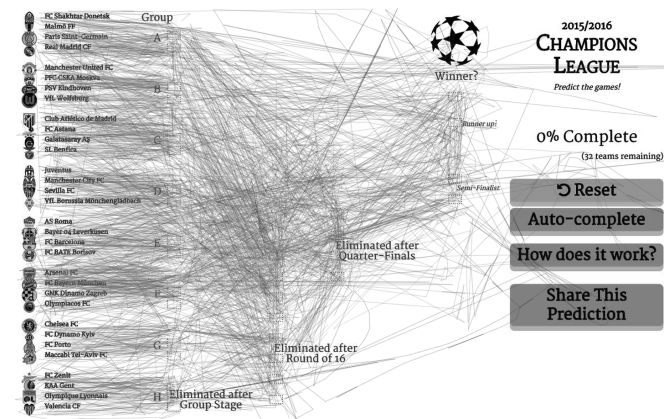 Group
FC Shakhtar Donetsk
Malmö FF
Paris Saint-Germain
Real Madrid CF
A
Manchester United FC
PFC CSKA Moskva
PSV Eindhoven
VfL Wolfsburg
B
Club Atlético de Madrid
FC Astana
Galatasaray AŞ
SL Benfica
C
Juventus
Manchester City FC
Sevilla FC
VfL Borussia Mönchengladbach
D
AS Roma
Bayer 04 Leverkusen
FC Barcelona
FC BATE Borisov
E
Arsenal FC
FC Bayern München
GNK Dinamo Zagreb
Olympiacos FC
F
Chelsea FC
FC Dynamo Kyiv
FC Porto
Maccabi Tel-Aviv FC
G
FC Zenit
KAA Gent
Olympique Lyonnais
Valencia CF
H
Eliminated after
Group Stage
Eliminated after
Round of 16
Eliminated after
Quarter-Finals
Semi-Finalist
Runner up?
Winner?
2015/2016
CHAMPIONS
LEAGUE
Predict the games!
0% Complete
(32 teams remaining)
Reset
Auto-complete
How does it work?
Share This
Prediction